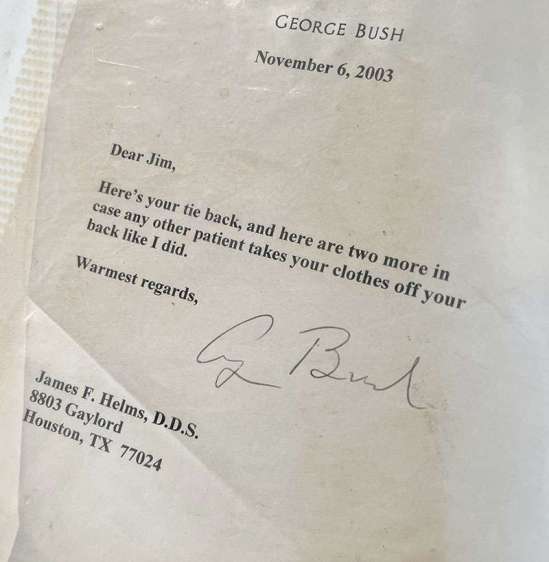 GEORGE BUSH
November 6, 2003
Dear Jim,
Here's your tie back, and here are two more in
case any other patient takes your clothes off your
back like I did.
Warmest regards,
G Bush
James F. Helms, D.D.S.
8803 Gaylord
Houston, TX 77024